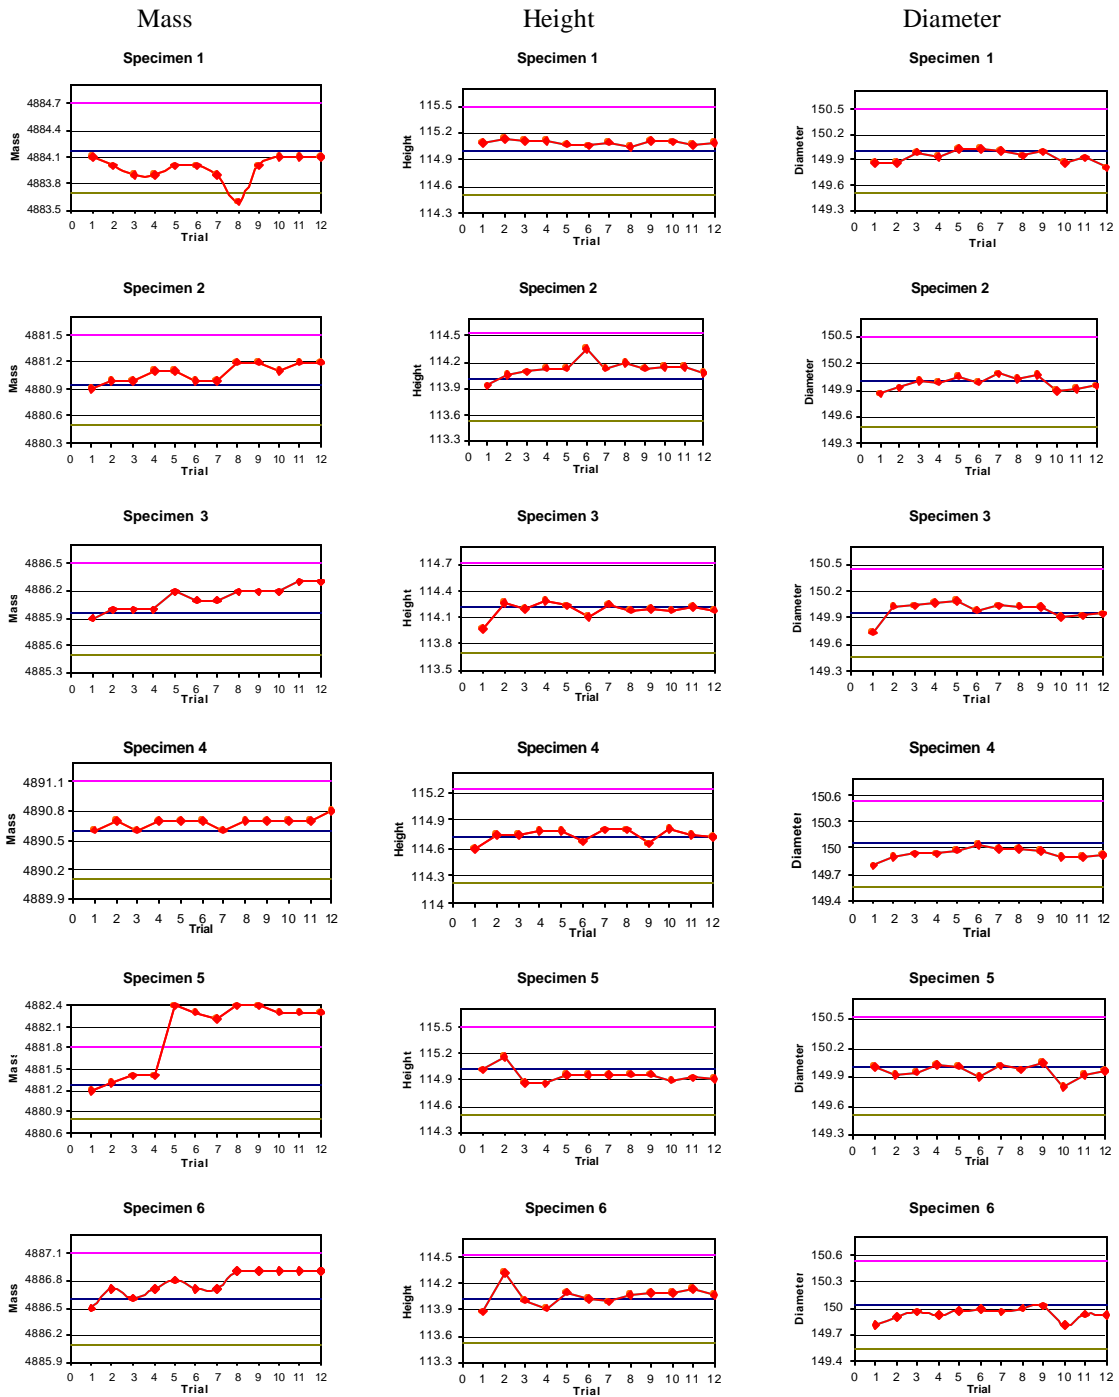 Mass Height Diameter
Specimen 1 Specimen 1 Specimen 1
Mass
4884.7
4884.4
4884.1
4883.8
4883.5
0 1 2 3 4 5 6 7 8 9 10 11 12
Trial
Height
115.5
115.2
114.9
114.6
114.3
0 1 2 3 4 5 6 7 8 9 10 11 12
Trial
Diameter
150.5
150.2
149.9
149.6
149.3
0 1 2 3 4 5 6 7 8 9 10 11 12
Trial
Specimen 2 Specimen 2 Specimen 2
Mass
4881.5
4881.2
4880.9
4880.6
4880.3
0 1 2 3 4 5 6 7 8 9 10 11 12
Trial
Height
114.5
114.2
113.9
113.6
113.3
0 1 2 3 4 5 6 7 8 9 10 11 12
Trial
Diameter
150.5
150.2
149.9
149.6
149.3
0 1 2 3 4 5 6 7 8 9 10 11 12
Trial
Specimen 3 Specimen 3 Specimen 3
Mass
4886.5
4886.2
4885.9
4885.6
4885.3
0 1 2 3 4 5 6 7 8 9 10 11 12
Trial
Height
114.7
114.4
114.1
113.8
113.5
0 1 2 3 4 5 6 7 8 9 10 11 12
Trial
Diameter
150.5
150.2
149.9
149.6
149.3
0 1 2 3 4 5 6 7 8 9 10 11 12
Trial
Specimen 4 Specimen 4 Specimen 4
Mass
4891.1
4890.8
4890.5
4890.2
4889.9
0 1 2 3 4 5 6 7 8 9 10 11 12
Trial
Height
115.2
114.9
114.6
114.3
114
0 1 2 3 4 5 6 7 8 9 10 11 12
Trial
Diameter
150.6
150.3
150
149.7
149.4
0 1 2 3 4 5 6 7 8 9 10 11 12
Trial
Specimen 5 Specimen 5 Specimen 5
Mass
4882.4
4882.1
4881.8
4881.5
4881.2
4880.9
4880.6
0 1 2 3 4 5 6 7 8 9 10 11 12
Trial
Height
115.5
115.2
114.9
114.6
114.3
0 1 2 3 4 5 6 7 8 9 10 11 12
Trial
Diameter
150.5
150.2
149.9
149.6
149.3
0 1 2 3 4 5 6 7 8 9 10 11 12
Trial
Specimen 6 Specimen 6 Specimen 6
Mass
4887.1
4886.8
4886.5
4886.2
4885.9
0 1 2 3 4 5 6 7 8 9 10 11 12
Trial
Height
114.5
114.2
113.9
113.6
113.3
0 1 2 3 4 5 6 7 8 9 10 11 12
Trial
Diameter
150.6
150.3
150
149.7
149.4
0 1 2 3 4 5 6 7 8 9 10 11 12
Trial